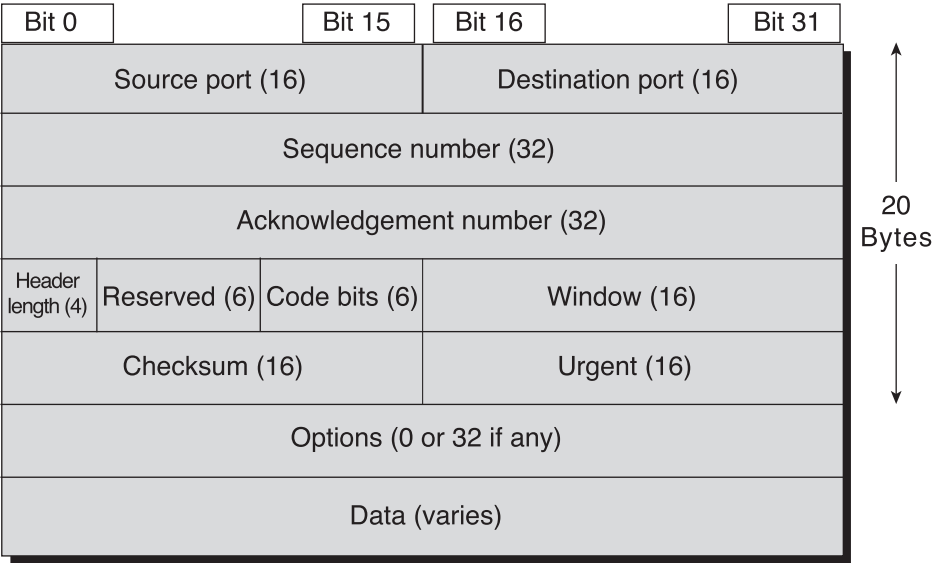 Bit 0
Bit 15
Bit 16
Bit 31
Source port (16)
Destination port (16)
Sequence number (32)
Acknowledgement number (32)
20
Bytes
Header
length (4)
Reserved (6)
Code bits (6)
Window (16)
Checksum (16)
Urgent (16)
Options (0 or 32 if any)
Data (varies)